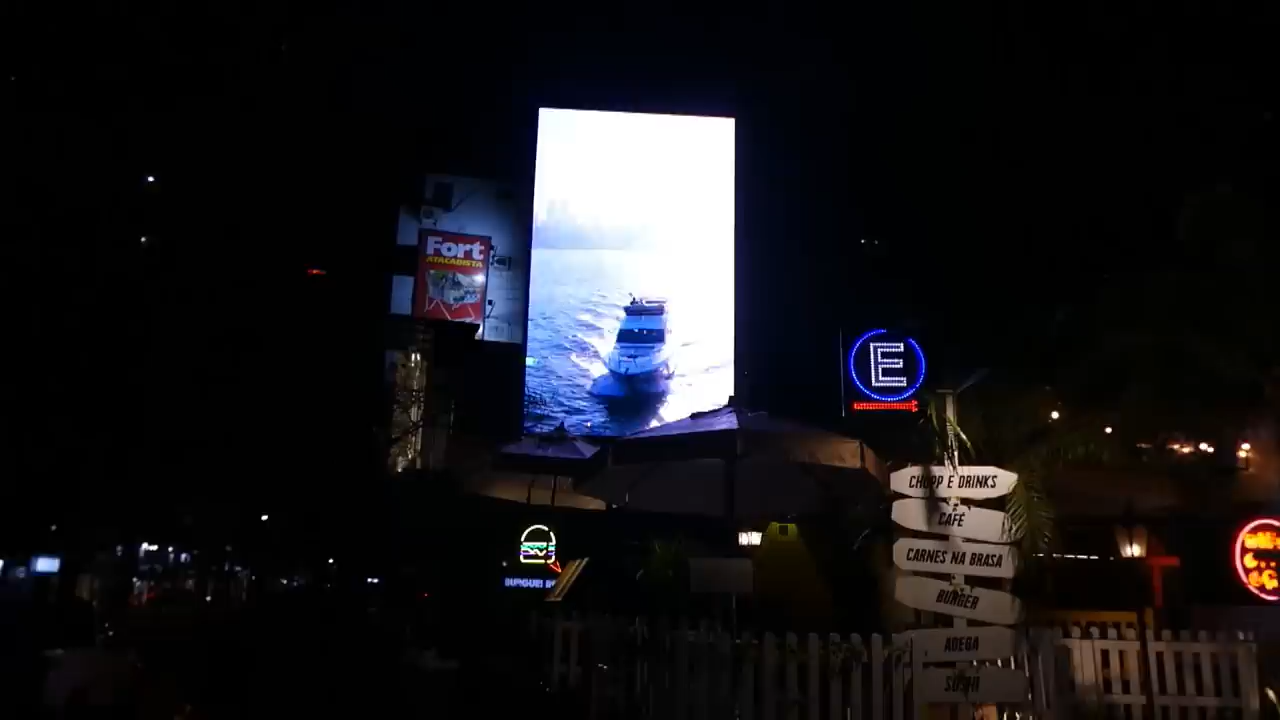 Fort
ATACADISTA
E
CHOPP E DRINKS
CAFÉ
CARNES NA BRASA
BURGER
ADEGA
SUSHI